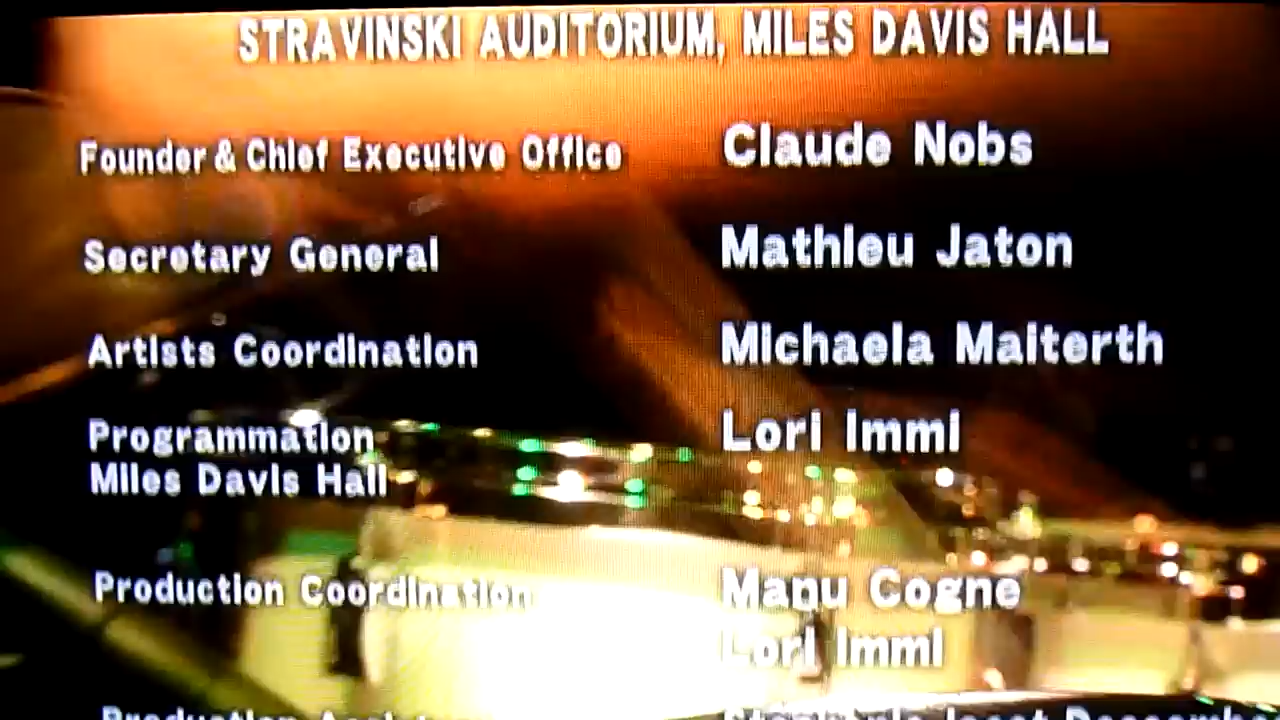 STRAVINSKI AUDITORIUM, MILES DAVIS HALL
Founder & Chief Executive Office Claude Nobs
Secretary General Mathieu Jaton
Artists Coordination Michaela Maiterth
Programmation Lori Immi
Miles Davis Hall
Production Coordination Manu Cogne
Lori Immi
Production